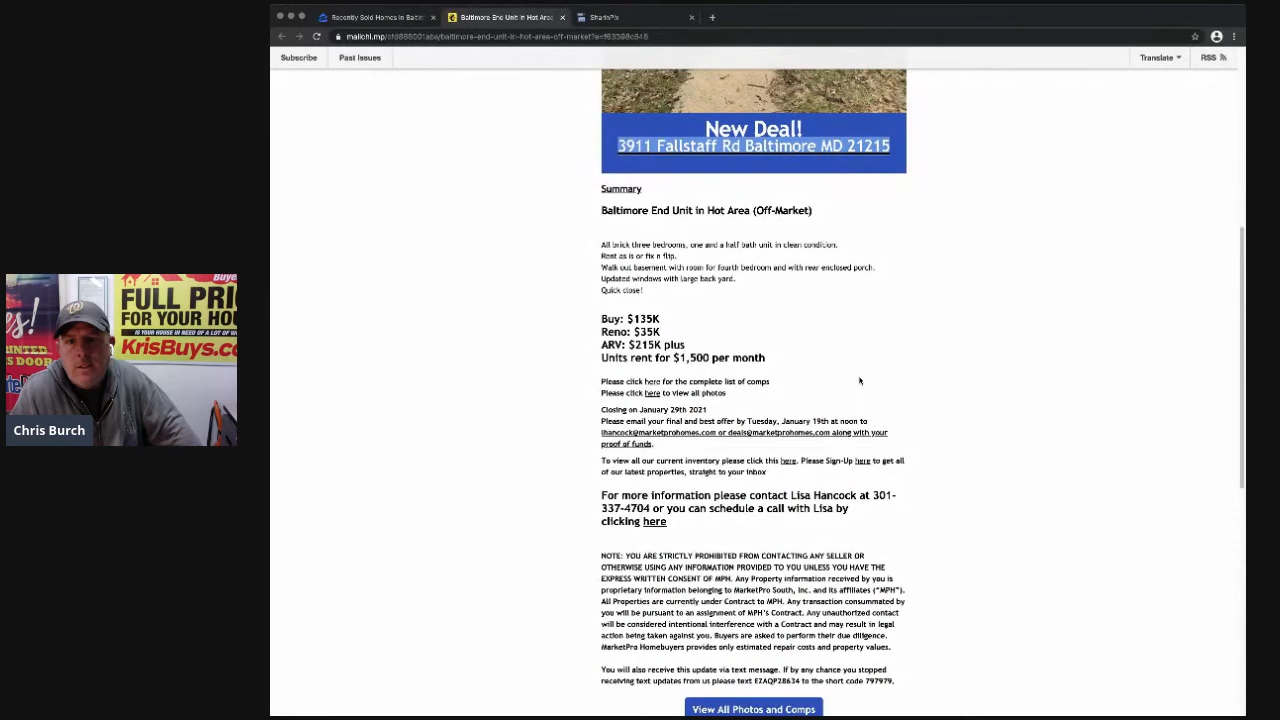 Recently Sold Homes in Baltim
Baltimore End Unit in Hot Area
SharinPix
Subscribe
Past Issues
Translate
RSS
New Deal!
3911 Fallstaff Rd Baltimore MD 21215
Summary
Baltimore End Unit in Hot Area (Off-Market)
All brick three bedrooms, one and a half bath unit in clean condition.
Rent as is or fix n flip.
Walk out basement with room for fourth bedroom and with rear enclosed porch.
Updated windows with large back yard.
Quick close!
Buy: $135K
Reno: $35K
ARV: $215K plus
Units rent for $1,500 per month
Please click here for the complete list of comps
Please click here to view all photos
Closing on January 29th 2021
Please email your final and best offer by Tuesday, January 19th at noon to
lhancock@marketprohomes.com or deals@marketprohomes.com along with your
proof of funds.
To view all our current inventory please click this here. Please Sign-Up here to get all
of our latest properties, straight to your inbox
For more information please contact Lisa Hancock at 301-
337-4704 or you can schedule a call with Lisa by
clicking here
NOTE: YOU ARE STRICTLY PROHIBITED FROM CONTACTING ANY SELLER OR
OTHERWISE USING ANY INFORMATION PROVIDED TO YOU UNLESS YOU HAVE THE
EXPRESS WRITTEN CONSENT OF MPH. Any Property information received by you is
proprietary information belonging to MarketPro South, Inc. and its affiliates ("MPH").
All Properties are currently under Contract to MPH. Any transaction consummated by
you will be pursuant to an assignment of MPH's Contract. Any unauthorized contact
will be considered intentional interference with a Contract and may result in legal
action being taken against you. Buyers are asked to perform their due diligence.
MarketPro Homebuyers provides only estimated repair costs and property values.
You will also receive this update via text message. If by any chance you stopped
receiving text updates from us please text EZAQP28634 to the short code 797979.
View All Photos and Comps
FULL PRI
FOR YOUR HO
IS YOUR HOUSE IN NEED OF A LOT OF W
KrisBuys.co
Chris Burch